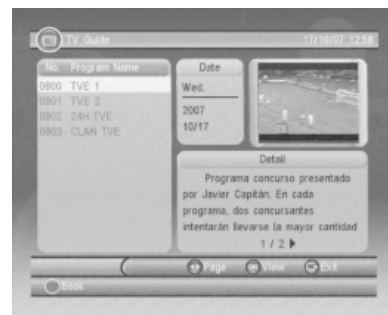 TV Guide 17/10/07 12:58
No. Program Name
0800 TVE 1
0801 TVE 2
0802 24H TVE
0803 CLAN TVE
Date
Wed.
2007
10/17
Detail
Programa concurso presentado
por Javier Capitán. En cada
programa, dos concursantes
intentarán llevarse la mayor cantidad
1 / 2
Page View Exit
Book